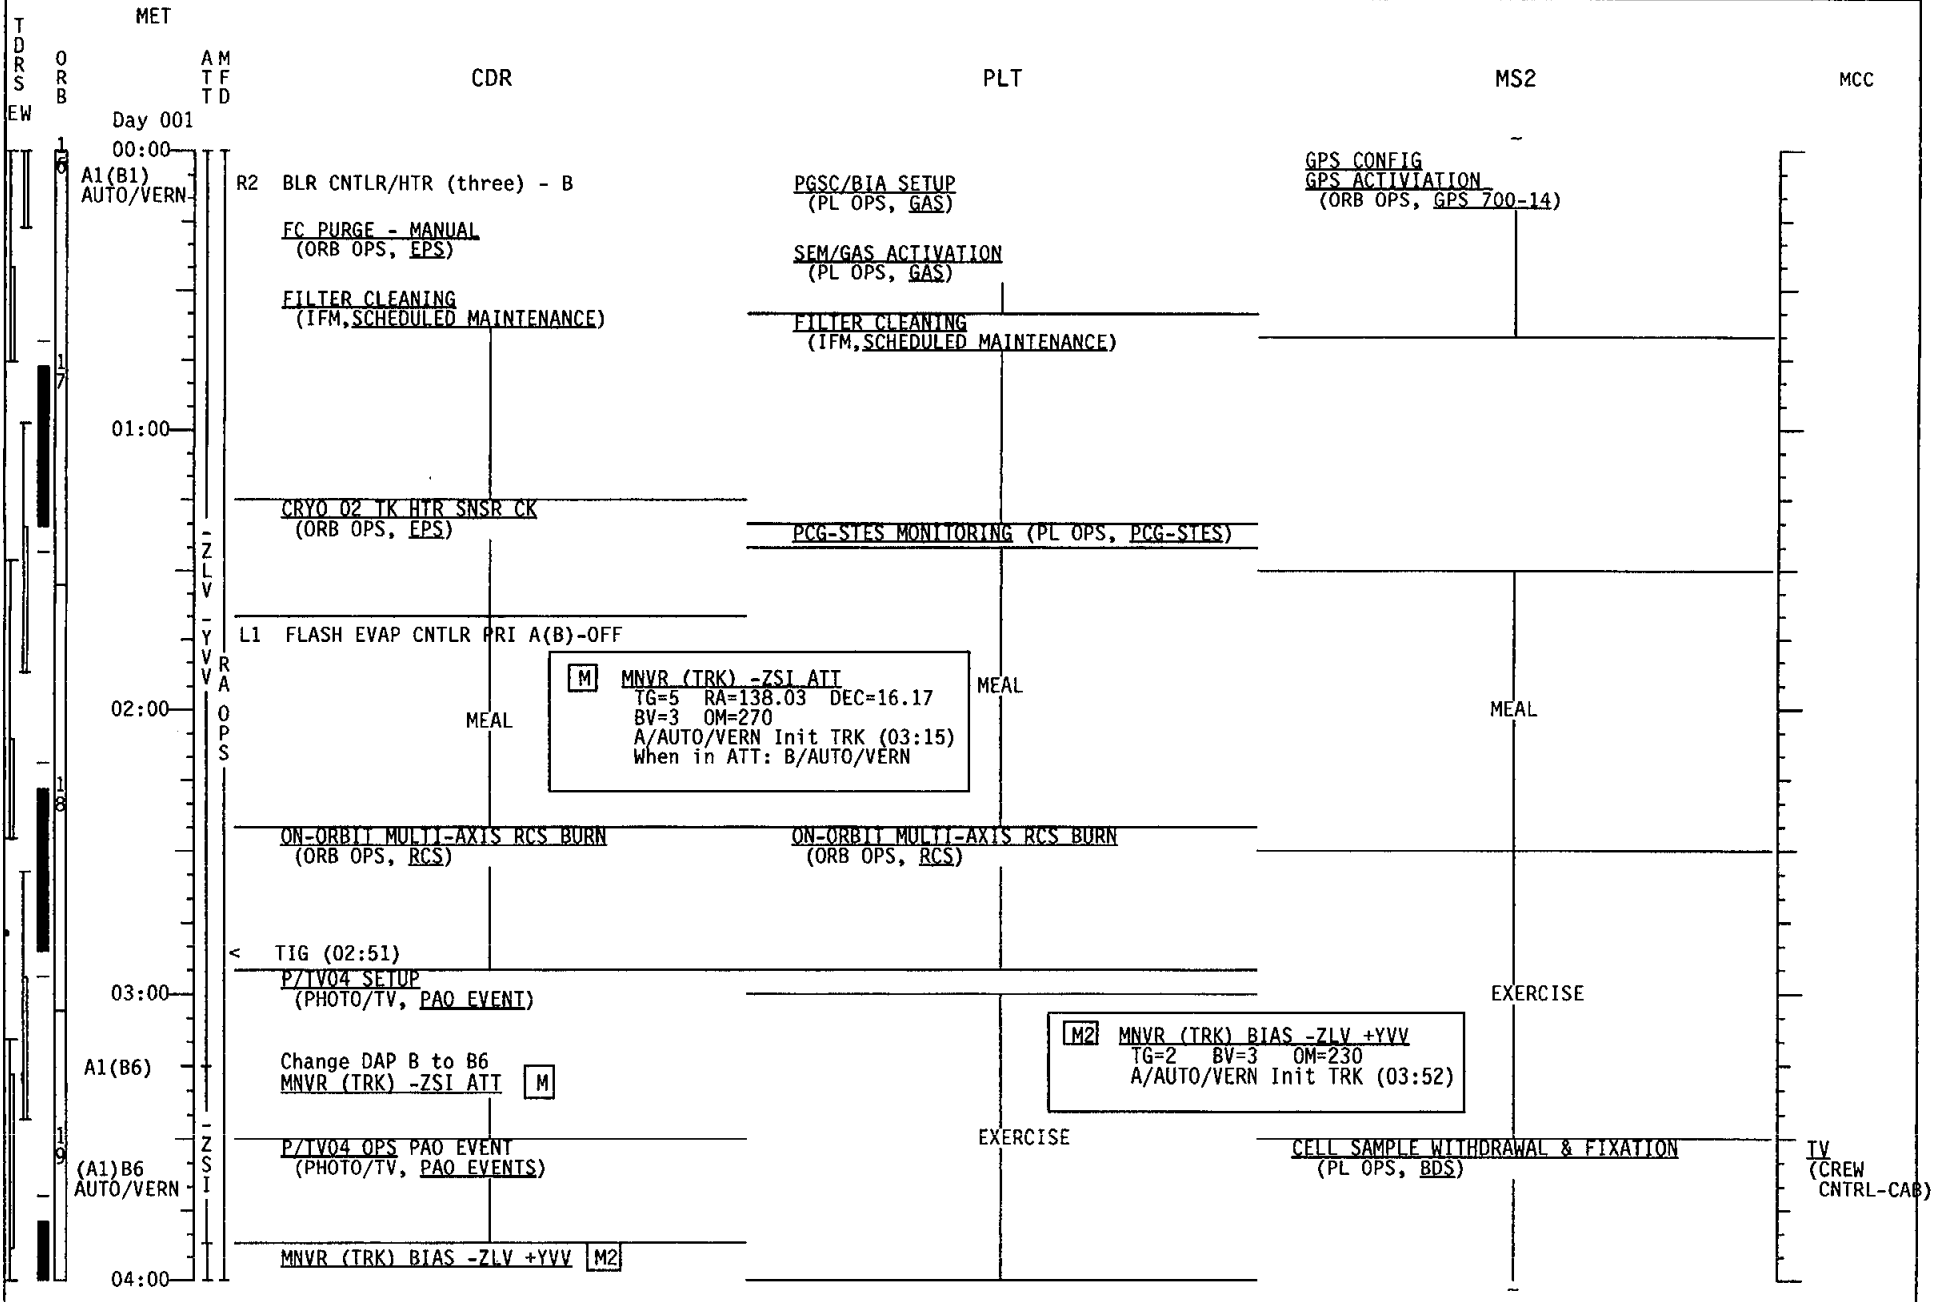 MET
TDRS
ORB
ATT
MFD
CDR
PLT
MS2
MCC
EW
Day 001
00:00
16
A1(B1)
AUTO/VERN
R2 BLR CNTLR/HTR (three) - B
FC PURGE - MANUAL
(ORB OPS, EPS)
FILTER CLEANING
(IFM,SCHEDULED MAINTENANCE)
PGSC/BIA SETUP
(PL OPS, GAS)
SEM/GAS ACTIVATION
(PL OPS, GAS)
FILTER CLEANING
(IFM,SCHEDULED MAINTENANCE)
~
GPS CONFIG
GPS ACTIVIATION
(ORB OPS, GPS 700-14)
17
01:00
CRYO O2 TK HTR SNSR CK
(ORB OPS, EPS)
PCG-STES MONITORING (PL OPS, PCG-STES)
-ZLV -YVV
RA OPS
L1 FLASH EVAP CNTLR PRI A(B)-OFF
M MNVR (TRK) -ZSI ATT
TG=5 RA=138.03 DEC=16.17
BV=3 OM=270
A/AUTO/VERN Init TRK (03:15)
When in ATT: B/AUTO/VERN
02:00
MEAL
MEAL
MEAL
18
ON-ORBIT MULTI-AXIS RCS BURN
(ORB OPS, RCS)
ON-ORBIT MULTI-AXIS RCS BURN
(ORB OPS, RCS)
< TIG (02:51)
P/TV04 SETUP
(PHOTO/TV, PAO EVENT)
03:00
EXERCISE
M2 MNVR (TRK) BIAS -ZLV +YVV
TG=2 BV=3 OM=230
A/AUTO/VERN Init TRK (03:52)
A1(B6)
Change DAP B to B6
MNVR (TRK) -ZSI ATT M
19
-ZSI
(A1)B6
AUTO/VERN
P/TV04 OPS PAO EVENT
(PHOTO/TV, PAO EVENTS)
EXERCISE
CELL SAMPLE WITHDRAWAL & FIXATION
(PL OPS, BDS)
TV
(CREW
CNTRL-CAB)
MNVR (TRK) BIAS -ZLV +YVV M2
04:00
~